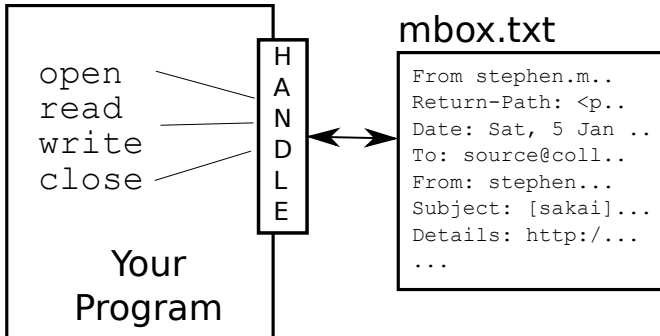 open
read
write
close
Your
Program
H
A
N
D
L
E
mbox.txt
From stephen.m..
Return-Path: <p..
Date: Sat, 5 Jan ..
To: source@coll..
From: stephen...
Subject: [sakai]...
Details: http:/...
...